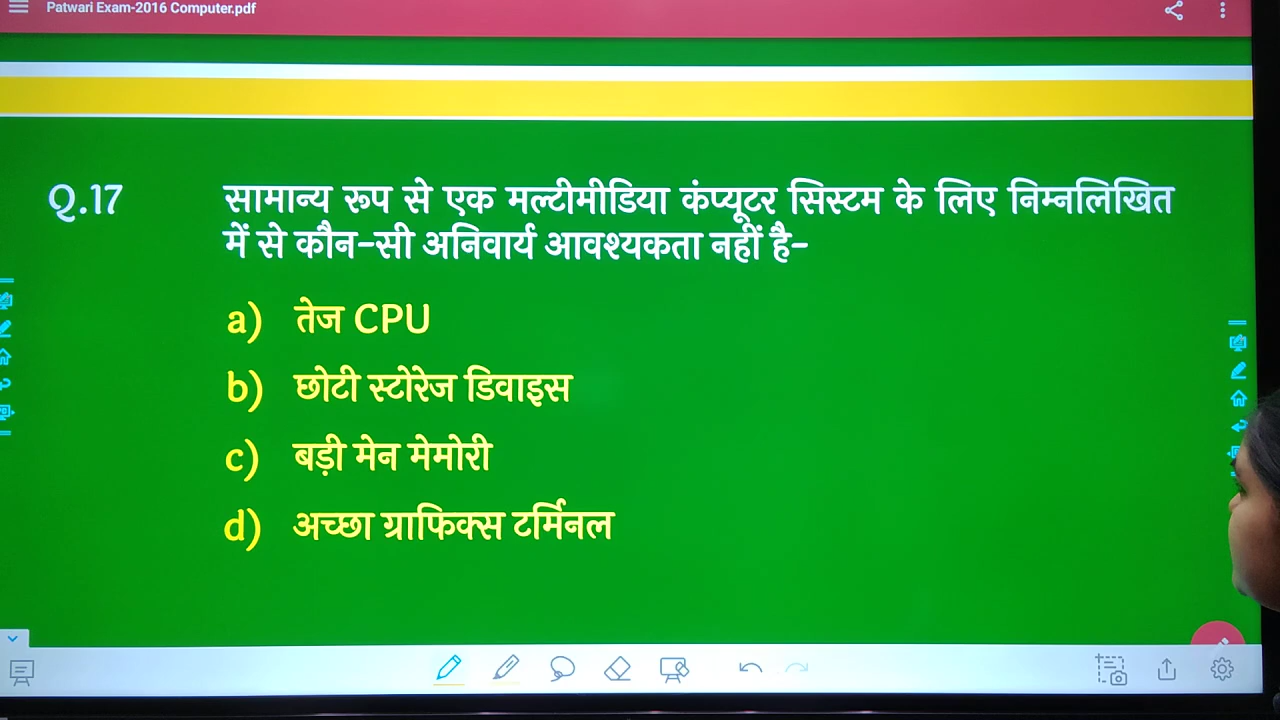 Patwari Exam-2016 Computer.pdf
Q.17 सामान्य रूप से एक मल्टीमीडिया कंप्यूटर सिस्टम के लिए निम्नलिखित
में से कौन-सी अनिवार्य आवश्यकता नहीं है-
a) तेज CPU
b) छोटी स्टोरेज डिवाइस
c) बड़ी मेन मेमोरी
d) अच्छा ग्राफिक्स टर्मिनल